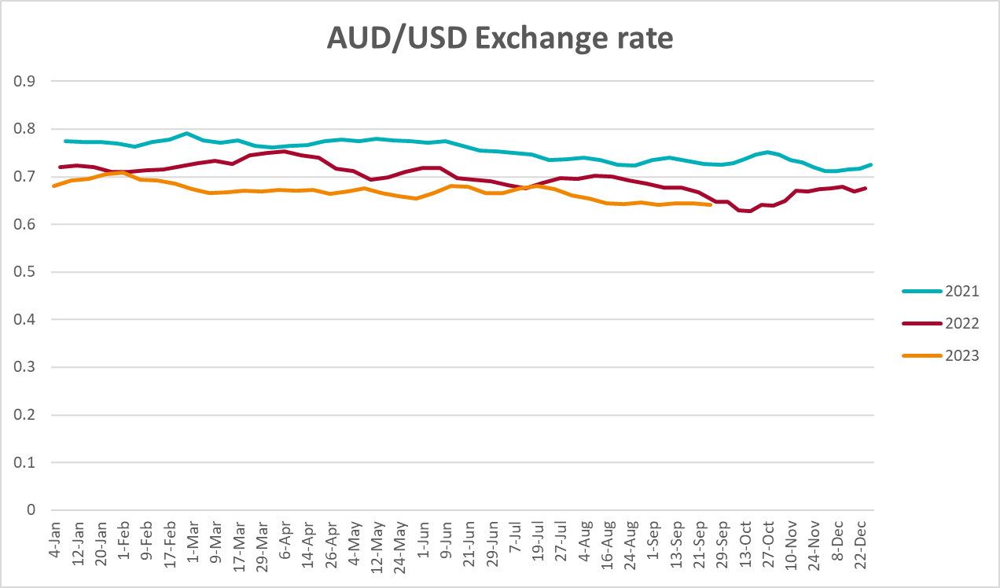 AUD/USD Exchange rate
0.9
0.8
0.7
0.6
0.5
0.4
0.3
0.2
0.1
0
4-Jan
12-Jan
20-Jan
1-Feb
9-Feb
17-Feb
1-Mar
9-Mar
17-Mar
29-Mar
6-Apr
14-Apr
26-Apr
4-May
12-May
24-May
1-Jun
9-Jun
21-Jun
29-Jun
7-Jul
19-Jul
27-Jul
4-Aug
16-Aug
24-Aug
1-Sep
13-Sep
21-Sep
29-Sep
13-Oct
27-Oct
10-Nov
24-Nov
8-Dec
22-Dec
2021
2022
2023